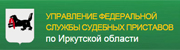 УПРАВЛЕНИЕ ФЕДЕРАЛЬНОЙ
СЛУЖБЫ СУДЕБНЫХ ПРИСТАВОВ
по Иркутской области